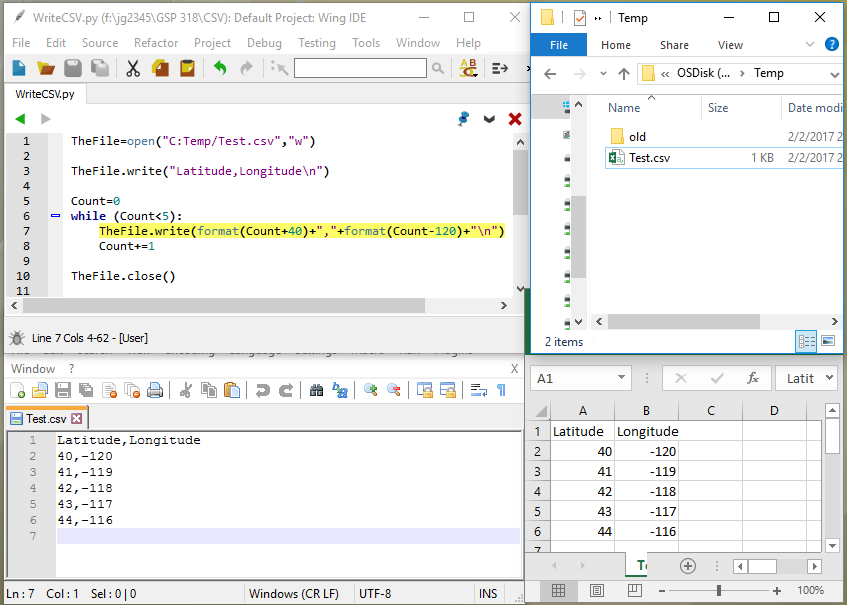 WriteCSV.py (f:\jg2345\GSP 318\CSV): Default Project: Wing IDE
File Edit Source Refactor Project Debug Testing Tools Window Help
WriteCSV.py
1 TheFile=open("C:Temp/Test.csv","w")
2
3 TheFile.write("Latitude,Longitude\n")
4
5 Count=0
6 while (Count<5):
7 TheFile.write(format(Count+40)+","+format(Count-120)+"\n")
8 Count+=1
9
10 TheFile.close()
11
Line 7 Cols 4-62 - [User]
Temp
File Home Share View
« OSDisk (... > Temp
Name Size Date modi
old 2/2/2017 2
Test.csv 1 KB 2/2/2017 2
2 items
Window ?
X
Test.csv
1 Latitude,Longitude
2 40,-120
3 41,-119
4 42,-118
5 43,-117
6 44,-116
7
Ln : 7 Col : 1 Sel : 0 | 0 Windows (CR LF) UTF-8 INS
A1 fx Latit
A B C D
1 Latitude Longitude
2 40 -120
3 41 -119
4 42 -118
5 43 -117
6 44 -116
7
100%